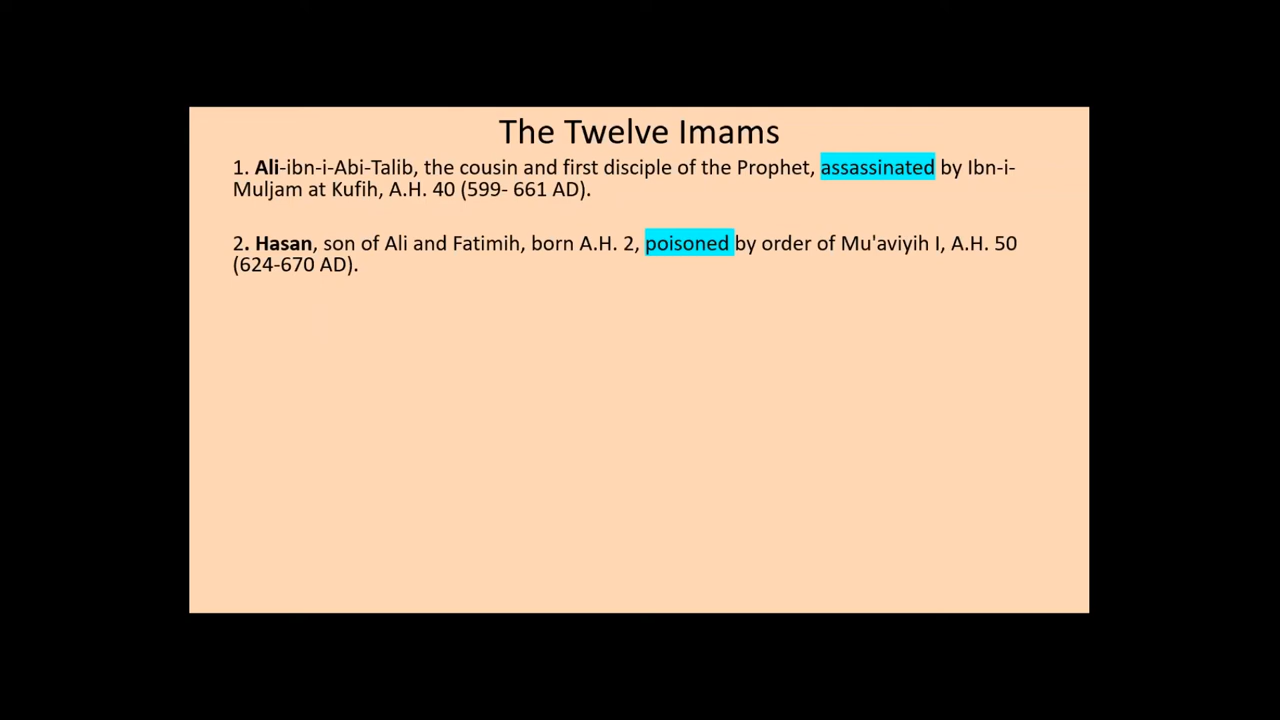 The Twelve Imams
1. Ali-ibn-i-Abi-Talib, the cousin and first disciple of the Prophet, assassinated by Ibn-i-
Muljam at Kufih, A.H. 40 (599- 661 AD).
2. Hasan, son of Ali and Fatimih, born A.H. 2, poisoned by order of Mu'aviyih I, A.H. 50
(624-670 AD).